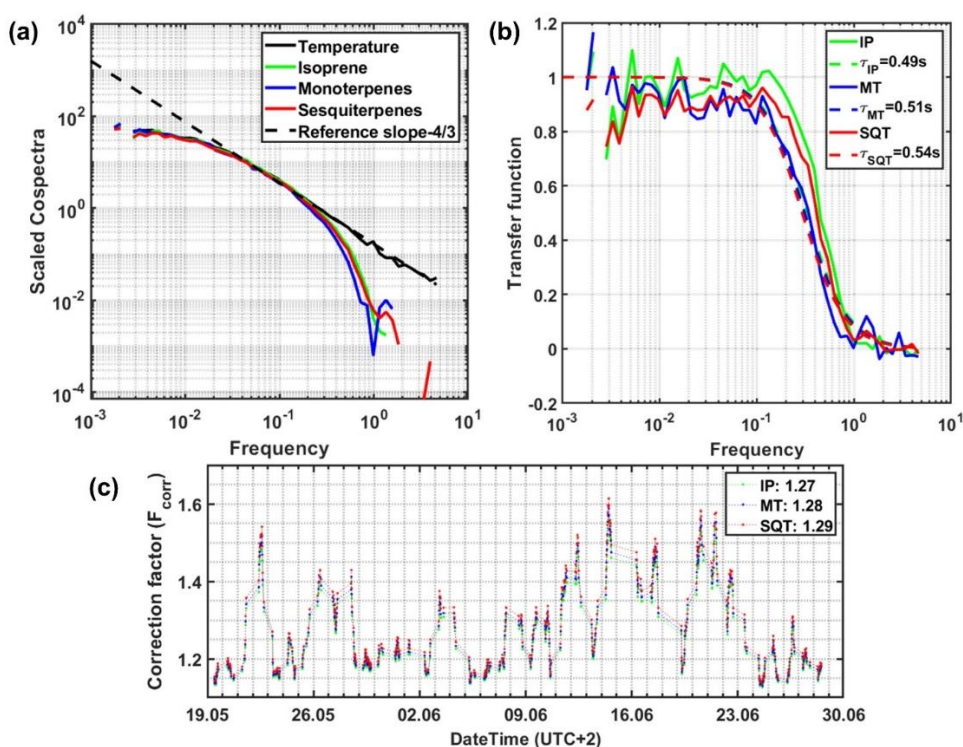 (a)
10^4
10^2
10^0
10^-2
10^-4
Scaled Cospectra
Temperature
Isoprene
Monoterpenes
Sesquiterpenes
Reference slope-4/3
10^-3
10^-2
10^-1
10^0
10^1
Frequency
(b)
1.2
1
0.8
0.6
0.4
0.2
0
-0.2
Transfer function
IP
τ_IP=0.49s
MT
τ_MT=0.51s
SQT
τ_SQT=0.54s
10^-3
10^-2
10^-1
10^0
10^1
Frequency
(c)
1.6
1.4
1.2
Correction factor (F_corr)
IP: 1.27
MT: 1.28
SQT: 1.29
19.05
26.05
02.06
09.06
16.06
23.06
30.06
DateTime (UTC+2)